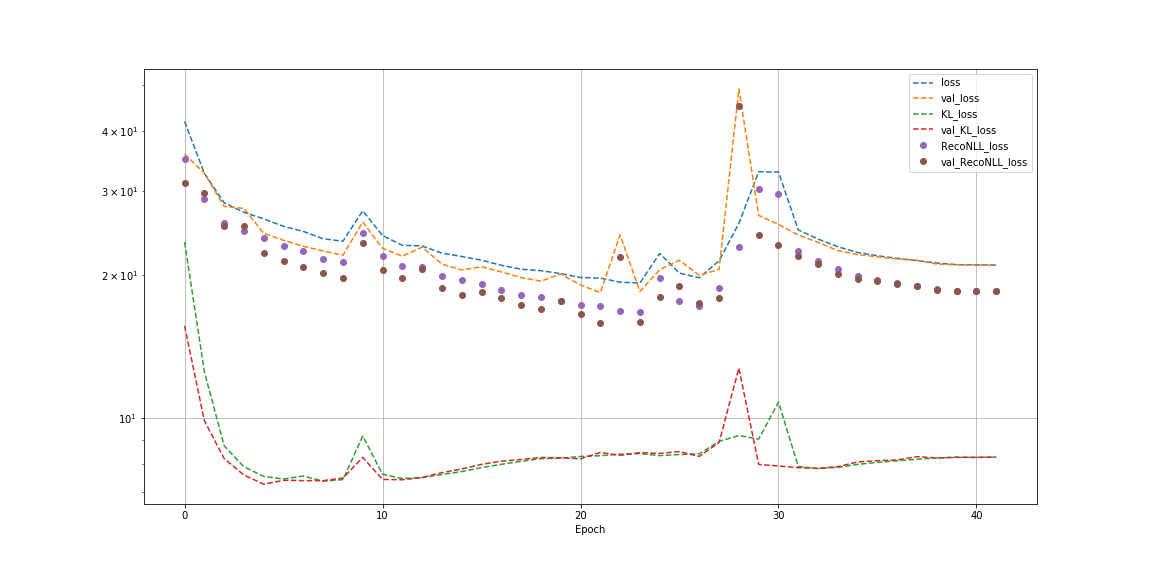 4 × 10¹
3 × 10¹
2 × 10¹
10¹
0
10
20
30
40
Epoch
loss
val_loss
KL_loss
val_KL_loss
RecoNLL_loss
val_RecoNLL_loss